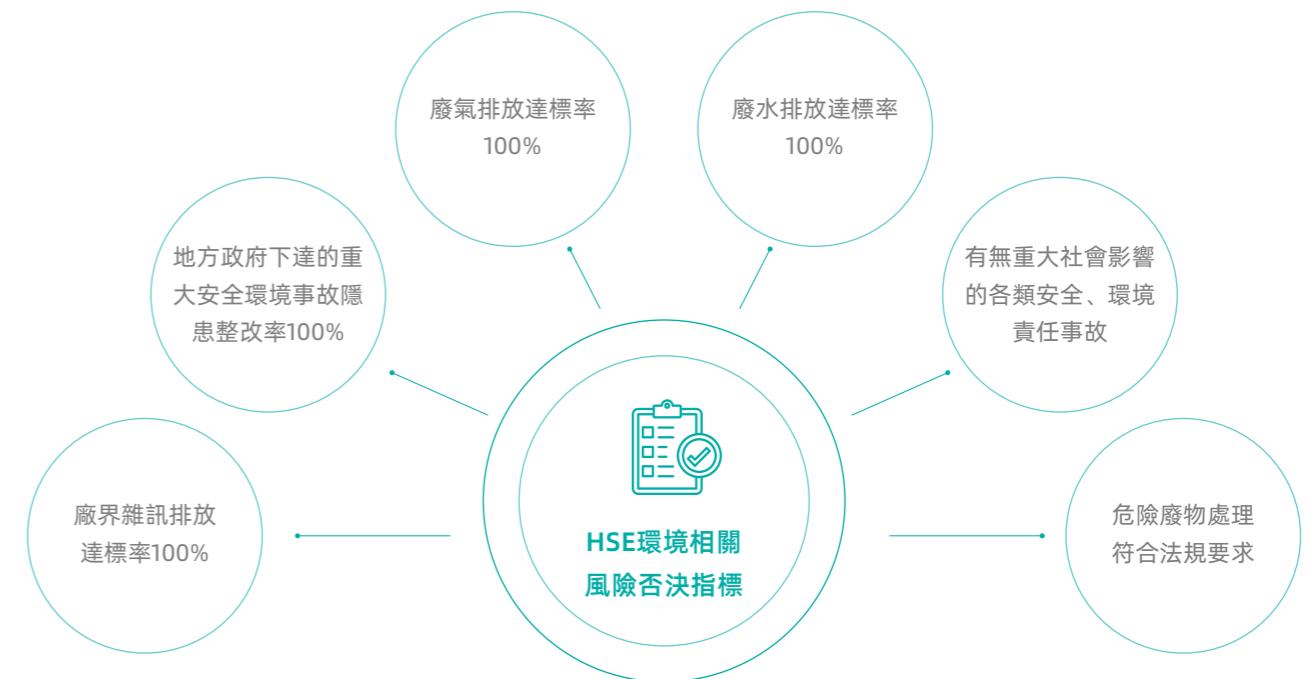 廢氣排放達標率
100%
廢水排放達標率
100%
地方政府下達的重
大安全環境事故隱
患整改率100%
有無重大社會影響
的各類安全、環境
責任事故
廠界雜訊排放
達標率100%
危險廢物處理
符合法規要求
HSE環境相關
風險否決指標